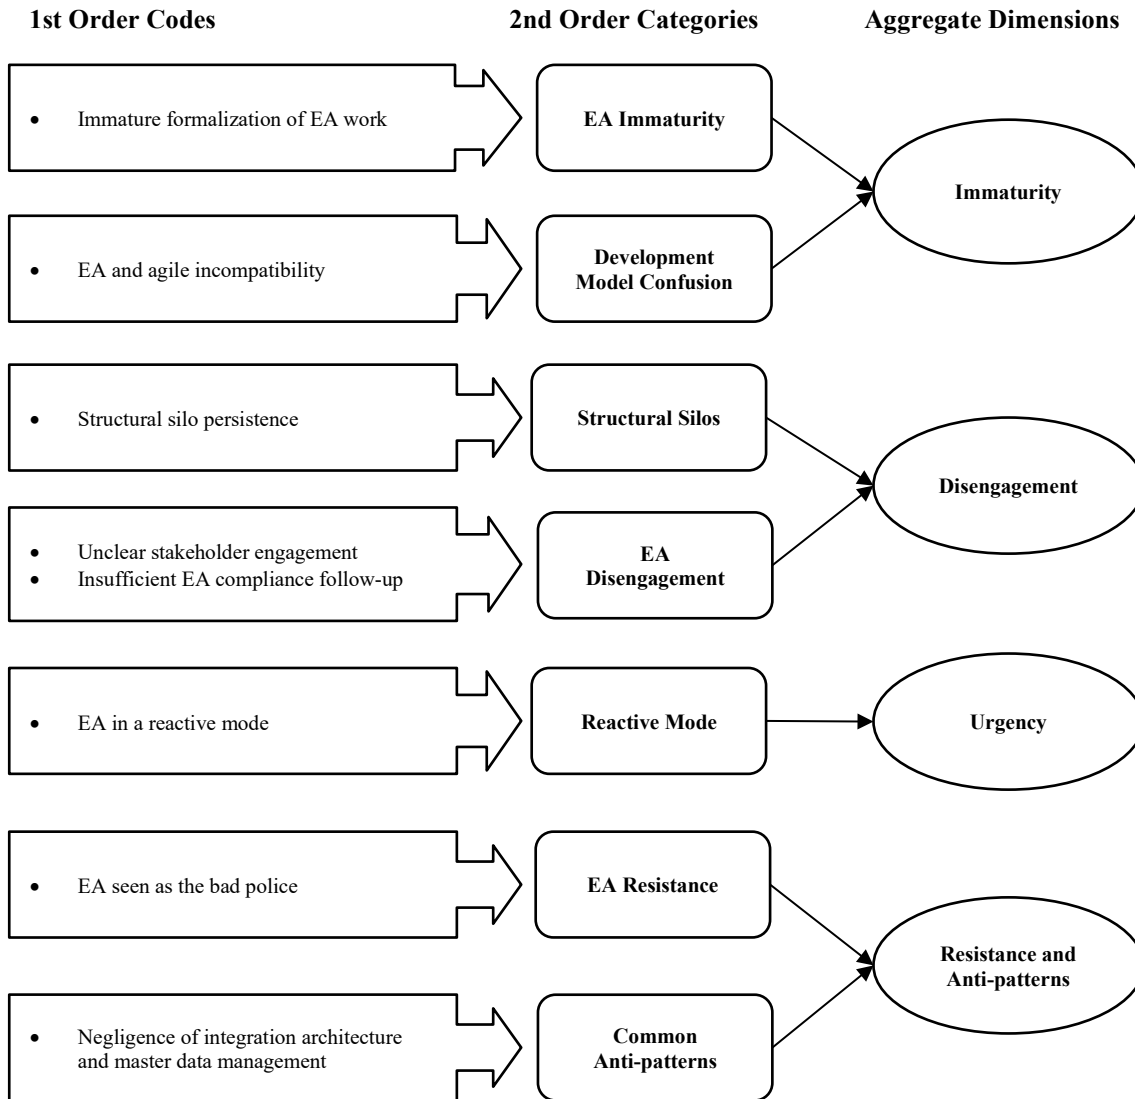 1st Order Codes
2nd Order Categories
Aggregate Dimensions
• Immature formalization of EA work
EA Immaturity
Immaturity
• EA and agile incompatibility
Development
Model Confusion
• Structural silo persistence
Structural Silos
Disengagement
• Unclear stakeholder engagement
• Insufficient EA compliance follow-up
EA
Disengagement
• EA in a reactive mode
Reactive Mode
Urgency
• EA seen as the bad police
EA Resistance
Resistance and
Anti-patterns
• Negligence of integration architecture
and master data management
Common
Anti-patterns